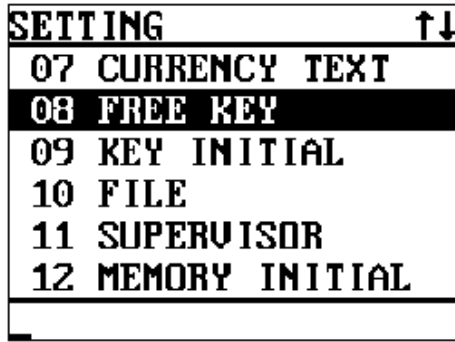 SETTING ↑↓
07 CURRENCY TEXT
08 FREE KEY
09 KEY INITIAL
10 FILE
11 SUPERVISOR
12 MEMORY INITIAL